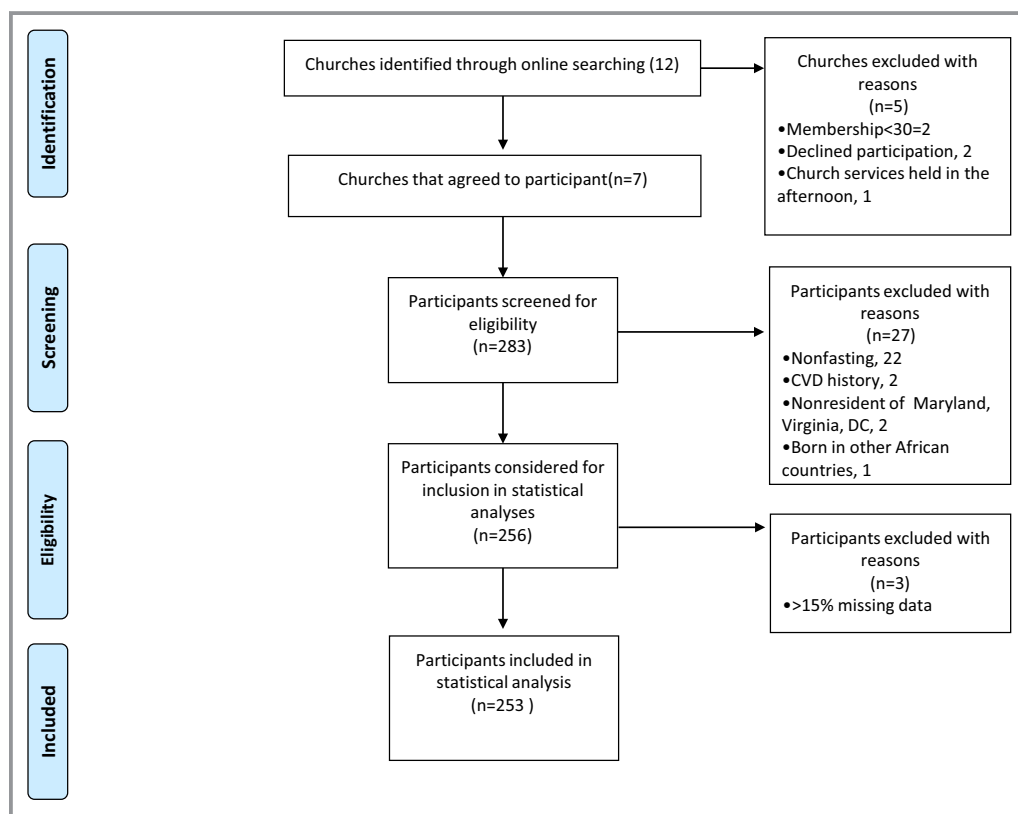 Identification
Churches identified through online searching (12)
Churches excluded with
reasons
(n=5)
•Membership<30=2
•Declined participation, 2
•Church services held in the
afternoon, 1
Churches that agreed to participant(n=7)
Screening
Participants screened for
eligibility
(n=283)
Participants excluded with
reasons
(n=27)
•Nonfasting, 22
•CVD history, 2
•Nonresident of Maryland,
Virginia, DC, 2
•Born in other African
countries, 1
Eligibility
Participants considered for
inclusion in statistical
analyses
(n=256)
Participants excluded with
reasons
(n=3)
•>15% missing data
Included
Participants included in
statistical analysis
(n=253 )